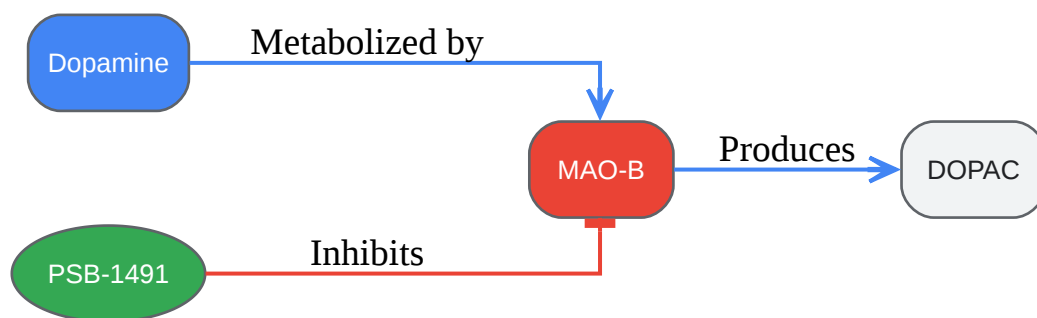 Metabolized by
Dopamine
MAO-B
Produces
DOPAC
Inhibits
PSB-1491